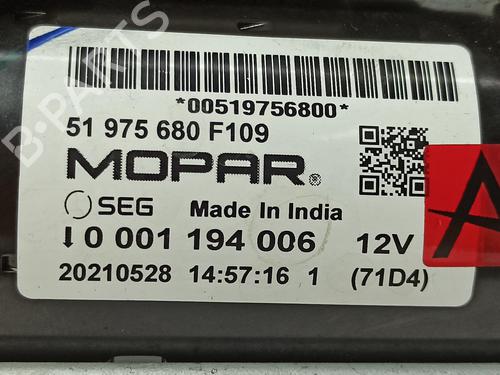 *00519756800*
51 975 680 F109
MOPAR®
SEG Made In India
0 001 194 006 12V
20210528 14:57:16 1 (71D4)
B-PARTS